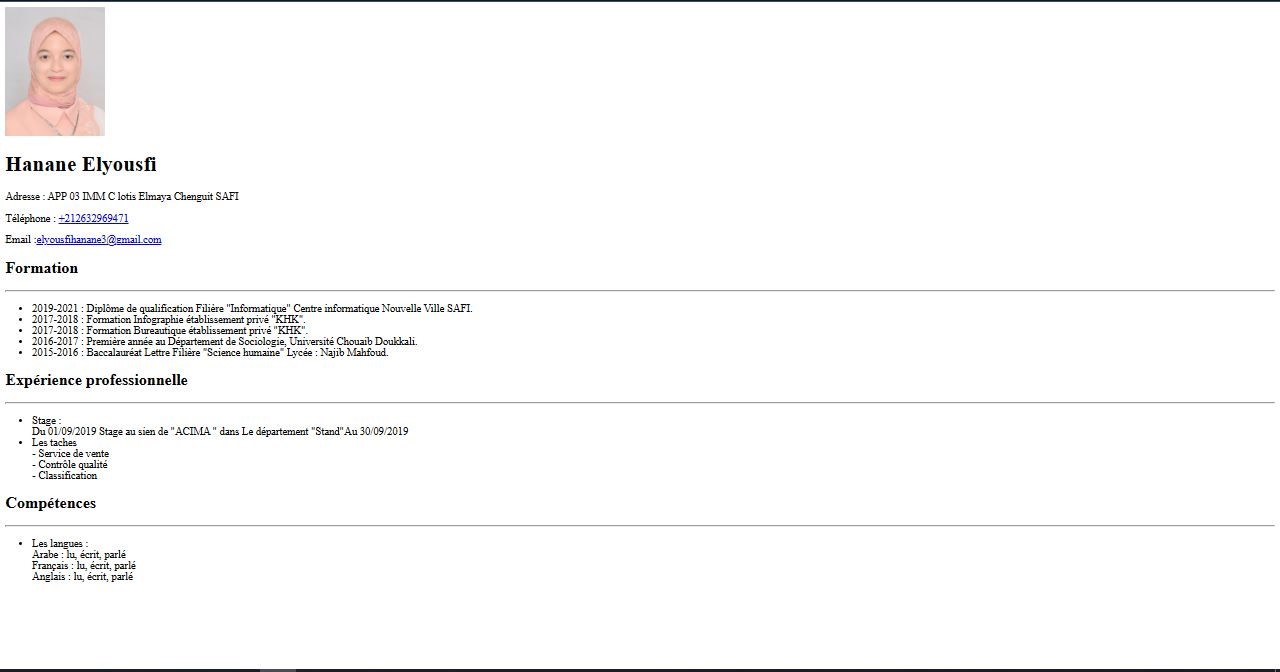 Hanane Elyousfi
Adresse : APP 03 IMM C lotis Elmaya Chenguit SAFI
Téléphone : +212632969471
Email :elyousfihanane3@gmail.com
Formation
2019-2021 : Diplôme de qualification Filière "Informatique" Centre informatique Nouvelle Ville SAFI.
2017-2018 : Formation Infographie établissement privé "KHK".
2017-2018 : Formation Bureautique établissement privé "KHK".
2016-2017 : Première année au Département de Sociologie, Université Chouaib Doukkali.
2015-2016 : Baccalauréat Lettre Filière "Science humaine" Lycée : Najib Mahfoud.
Expérience professionnelle
Stage :
Du 01/09/2019 Stage au sien de "ACIMA " dans Le département "Stand"Au 30/09/2019
Les taches
- Service de vente
- Contrôle qualité
- Classification
Compétences
Les langues :
Arabe : lu, écrit, parlé
Français : lu, écrit, parlé
Anglais : lu, écrit, parlé